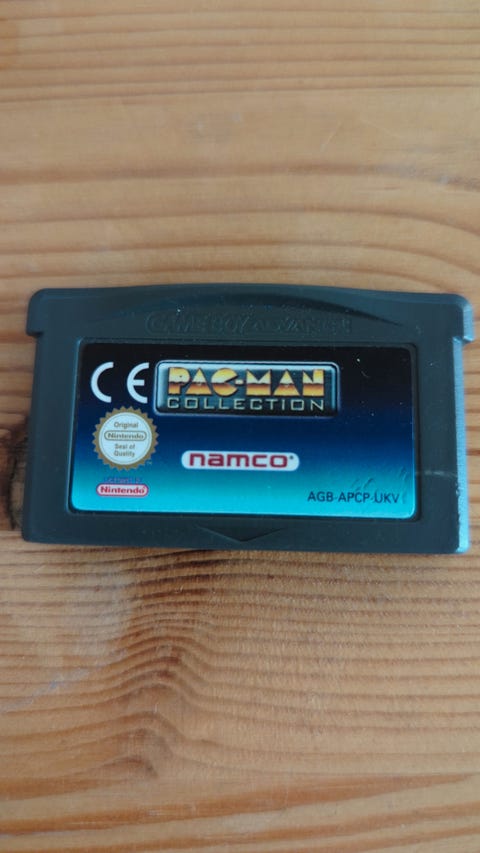 GAME BOY ADVANCE
CE
PAC-MAN
COLLECTION
Original
Nintendo
Seal of
Quality
namco
Nintendo
AGB-APCP-UKV